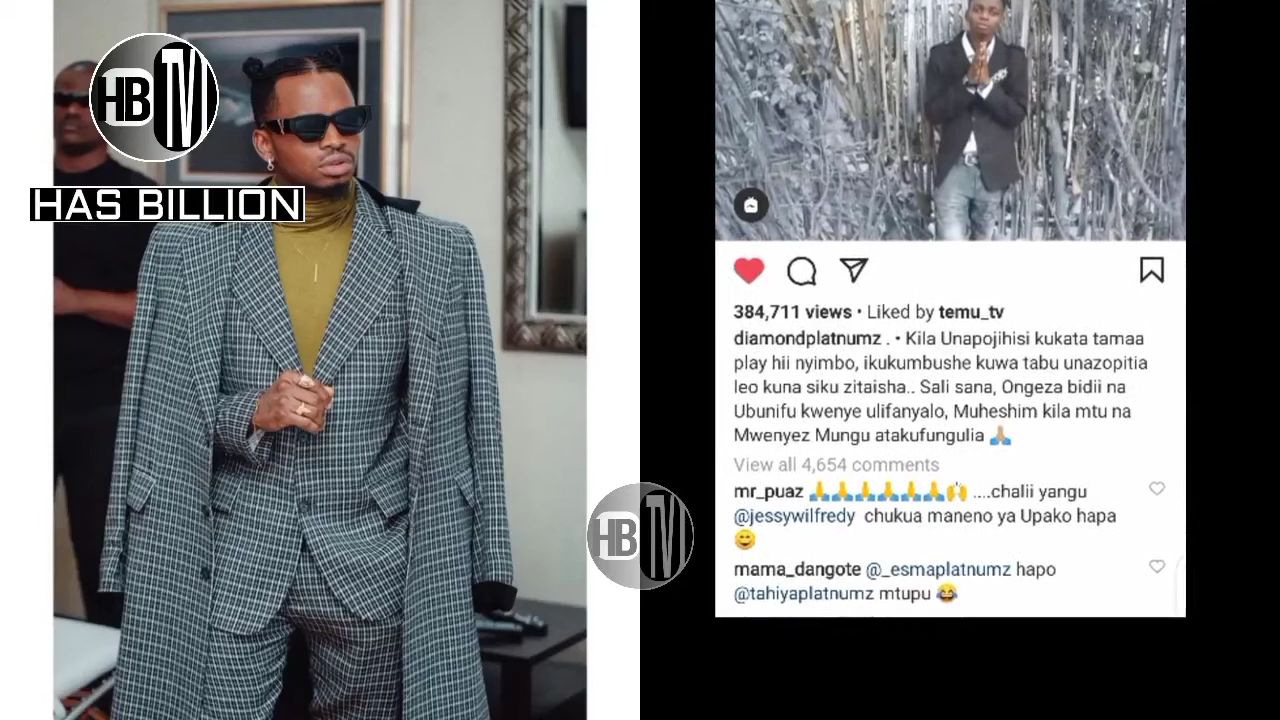 HB TV
HAS BILLION
HB TV
384,711 views • Liked by temu_tv
diamondplatnumz . • Kila Unapojihisi kukata tamaa
play hii nyimbo, ikukumbushe kuwa tabu unazopitia
leo kuna siku zitaisha.. Sali sana, Ongeza bidii na
Ubunifu kwenye ulifanyalo, Muheshim kila mtu na
Mwenyez Mungu atakufungulia 🙏🏽
View all 4,654 comments
mr_puaz 🙏🙏🙏🙏🙏🙏🙌 ....chalii yangu
@jessywilfredy chukua maneno ya Upako hapa
😄
mama_dangote @_esmaplatnumz hapo
@tahiyaplatnumz mtupu 😂